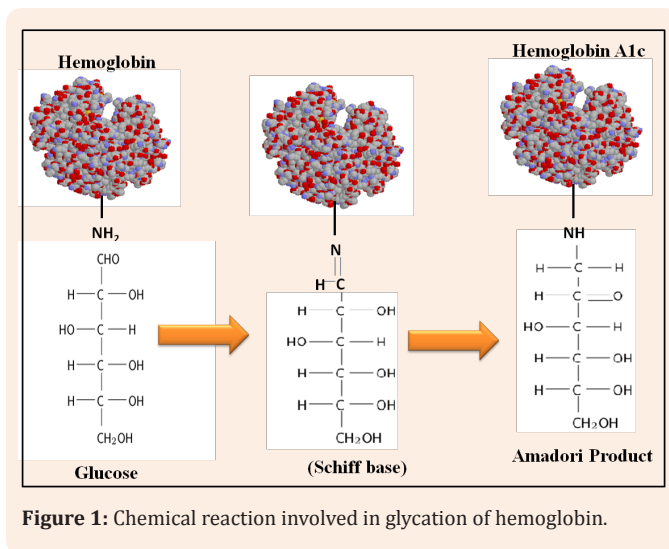 Hemoglobin
Hemoglobin A1c
NH₂
N
NH
CHO
H C OH
HO C H
H C OH
H C OH
CH₂OH
Glucose
H C
H C OH
HO C H
H C OH
H C OH
CH₂OH
(Schiff base)
H C H
H C O
HO C H
H C OH
H C OH
CH₂OH
Amadori Product
Figure 1: Chemical reaction involved in glycation of hemoglobin.